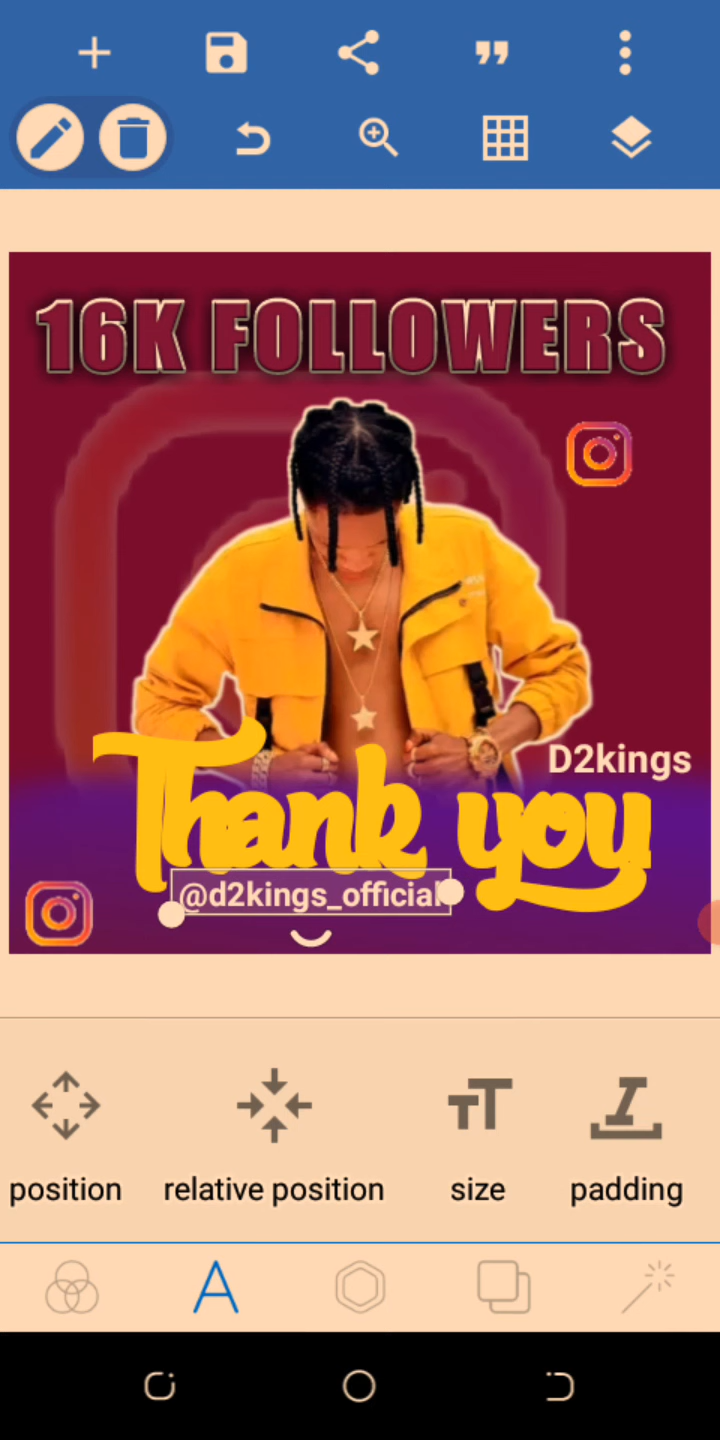 16K FOLLOWERS
D2kings
Thank you
@d2kings_official
position
relative position
size
padding